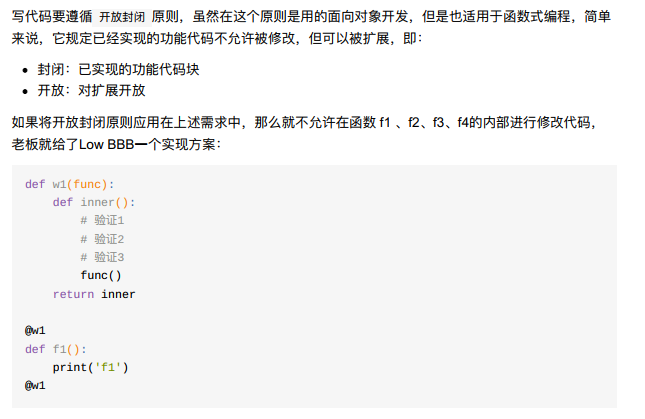 写代码要遵循 开放封闭 原则，虽然在这个原则是用的面向对象开发，但是也适用于函数式编程，简单
来说，它规定已经实现的功能代码不允许被修改，但可以被扩展，即：
• 封闭：已实现的功能代码块
• 开放：对扩展开放
如果将开放封闭原则应用在上述需求中，那么就不允许在函数 f1 、f2、f3、f4的内部进行修改代码，
老板就给了Low BBB一个实现方案：
def w1(func):
    def inner():
        # 验证1
        # 验证2
        # 验证3
        func()
    return inner
@w1
def f1():
    print('f1')
@w1